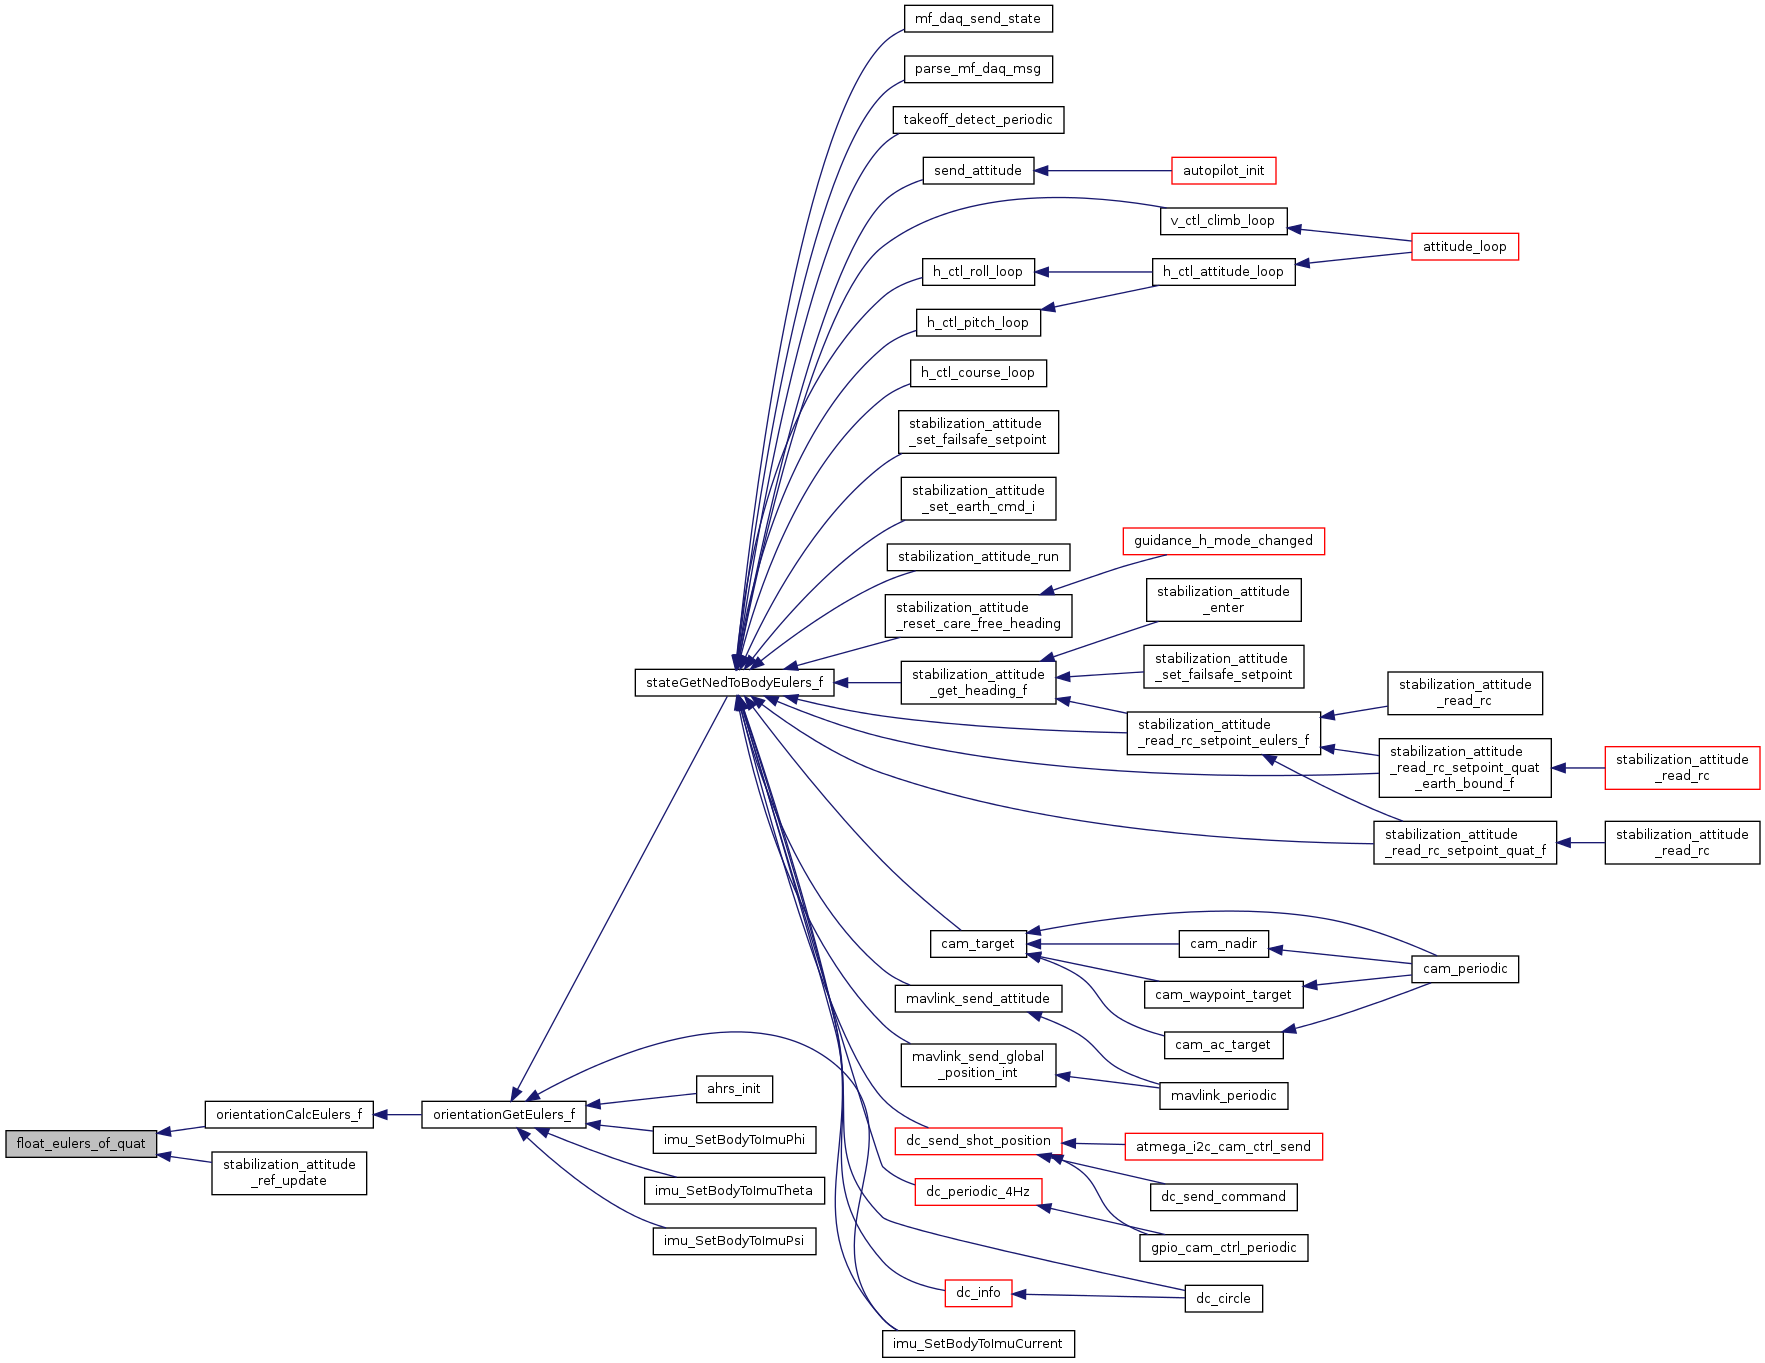 mf_daq_send_state
parse_mf_daq_msg
takeoff_detect_periodic
send_attitude
autopilot_init
v_ctl_climb_loop
attitude_loop
h_ctl_roll_loop
h_ctl_attitude_loop
h_ctl_pitch_loop
h_ctl_course_loop
stabilization_attitude
_set_failsafe_setpoint
stabilization_attitude
_set_earth_cmd_i
guidance_h_mode_changed
stabilization_attitude_run
stabilization_attitude
_enter
stabilization_attitude
_reset_care_free_heading
stabilization_attitude
_set_failsafe_setpoint
stateGetNedToBodyEulers_f
stabilization_attitude
_get_heading_f
stabilization_attitude
_read_rc
stabilization_attitude
_read_rc_setpoint_eulers_f
stabilization_attitude
_read_rc_setpoint_quat
_earth_bound_f
stabilization_attitude
_read_rc
stabilization_attitude
_read_rc_setpoint_quat_f
stabilization_attitude
_read_rc
cam_target
cam_nadir
cam_periodic
cam_waypoint_target
mavlink_send_attitude
cam_ac_target
mavlink_send_global
_position_int
mavlink_periodic
ahrs_init
orientationCalcEulers_f
orientationGetEulers_f
float_eulers_of_quat
imu_SetBodyToImuPhi
dc_send_shot_position
atmega_i2c_cam_ctrl_send
stabilization_attitude
_ref_update
imu_SetBodyToImuTheta
dc_periodic_4Hz
dc_send_command
imu_SetBodyToImuPsi
gpio_cam_ctrl_periodic
dc_info
dc_circle
imu_SetBodyToImuCurrent